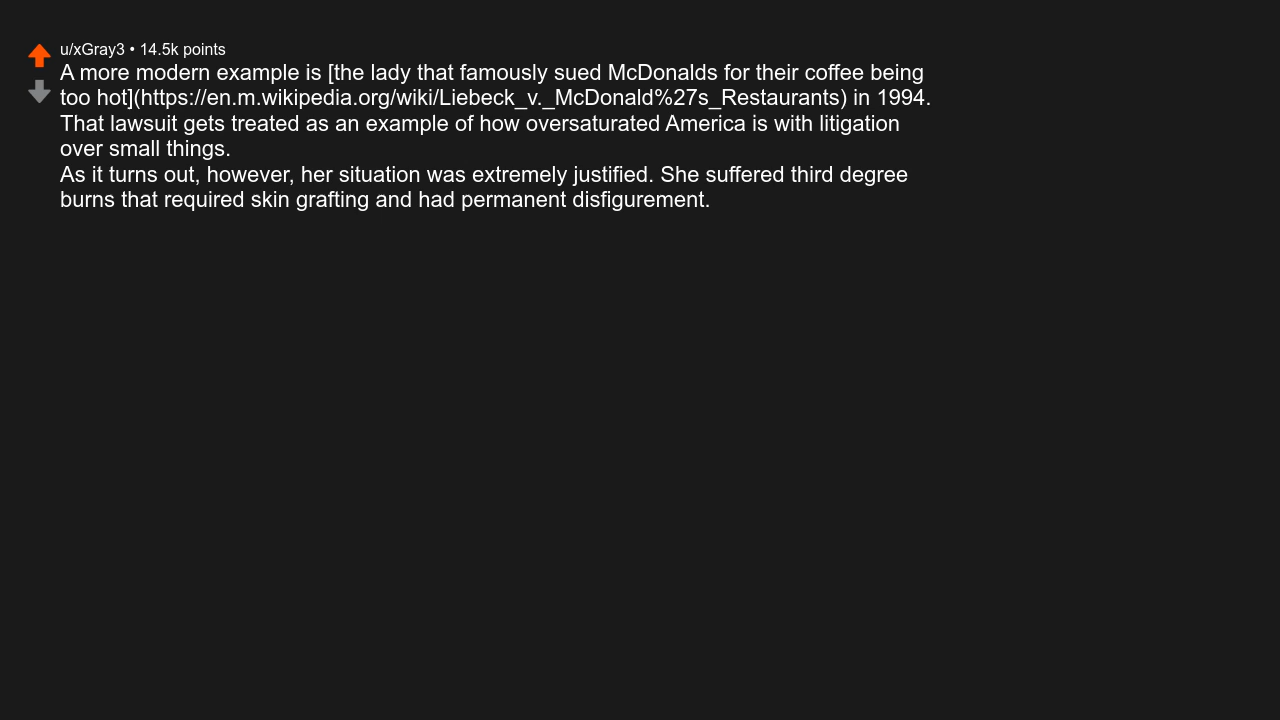 u/xGray3 • 14.5k points
A more modern example is [the lady that famously sued McDonalds for their coffee being
too hot](https://en.m.wikipedia.org/wiki/Liebeck_v._McDonald%27s_Restaurants) in 1994.
That lawsuit gets treated as an example of how oversaturated America is with litigation
over small things.
As it turns out, however, her situation was extremely justified. She suffered third degree
burns that required skin grafting and had permanent disfigurement.